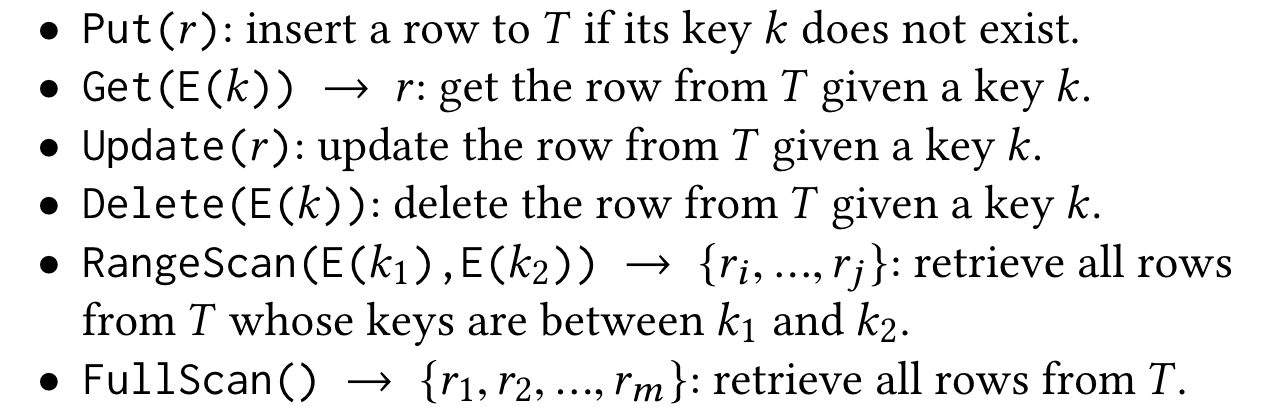 • Put(r): insert a row to T if its key k does not exist.
• Get(E(k)) → r: get the row from T given a key k.
• Update(r): update the row from T given a key k.
• Delete(E(k)): delete the row from T given a key k.
• RangeScan(E(k₁),E(k₂)) → {rᵢ, ..., rⱼ}: retrieve all rows
from T whose keys are between k₁ and k₂.
• FullScan() → {r₁, r₂, ..., rₘ}: retrieve all rows from T.